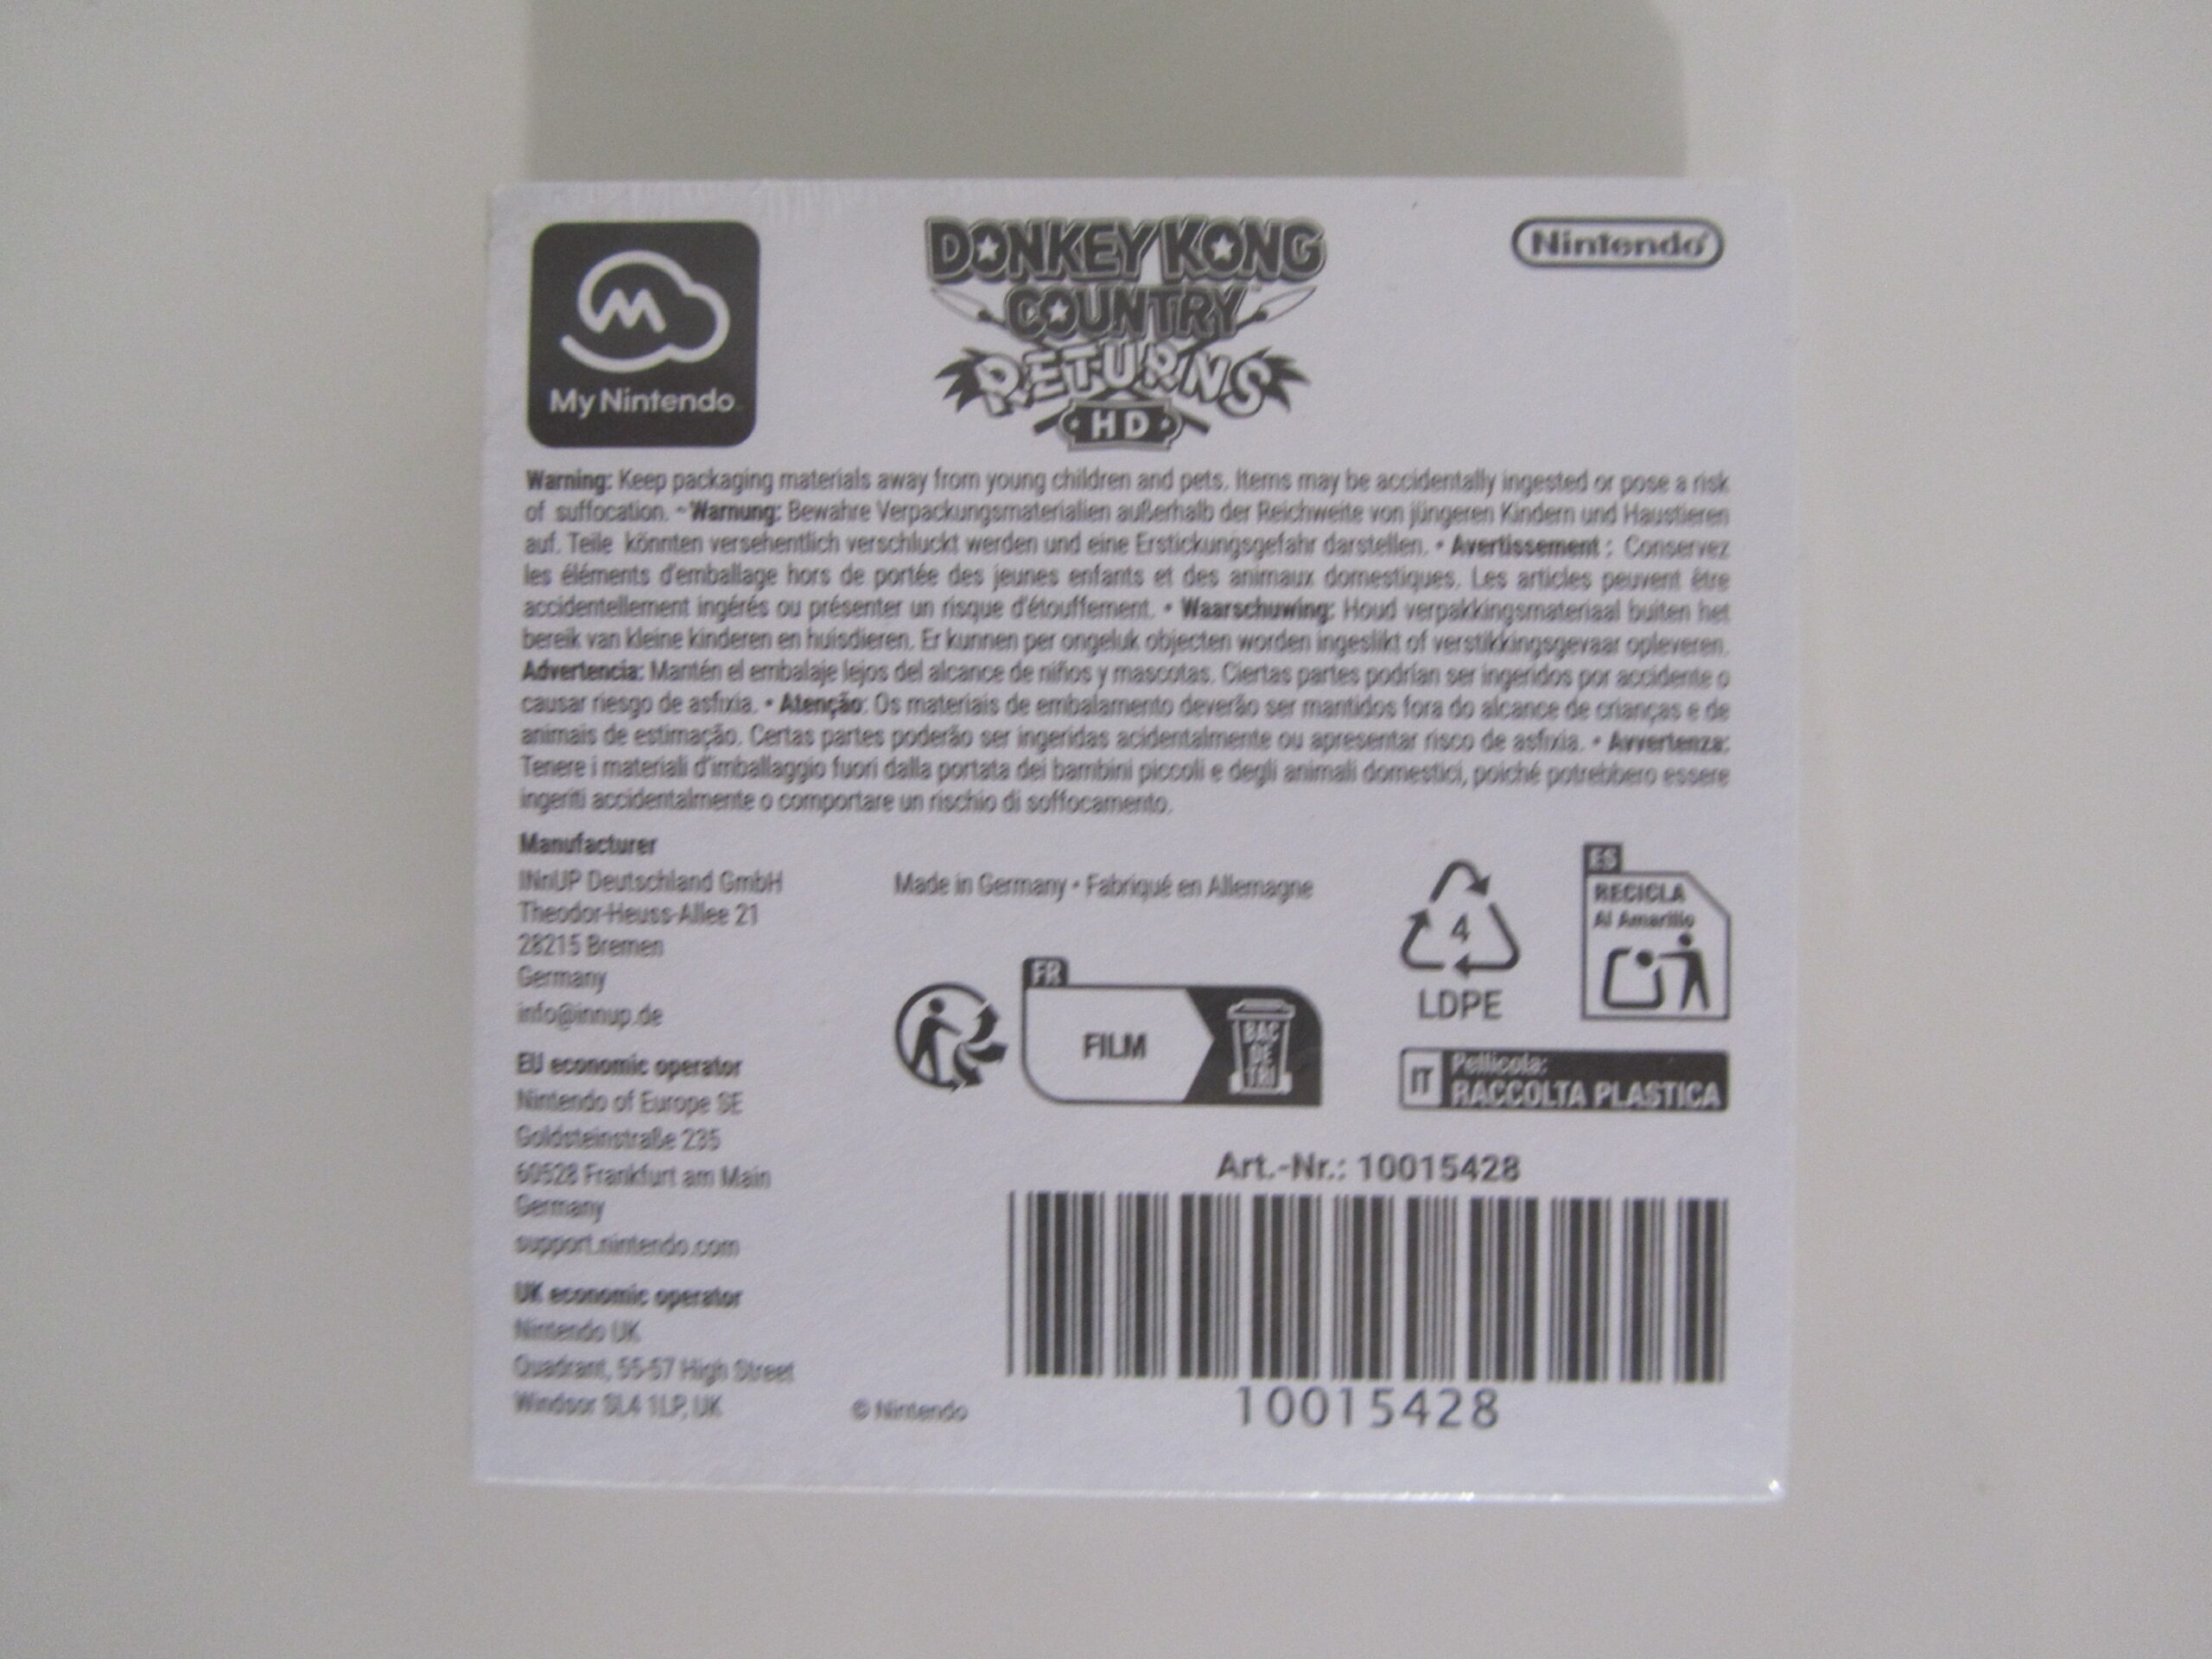 My Nintendo
DONKEY KONG
COUNTRY™
RETURNS
HD
Nintendo®
Warning: Keep packaging materials away from young children and pets. Items may be accidentally ingested or pose a risk
of suffocation. • Warnung: Bewahre Verpackungsmaterialien außerhalb der Reichweite von jüngeren Kindern und Haustieren
auf. Teile könnten versehentlich verschluckt werden und eine Erstickungsgefahr darstellen. • Avertissement : Conservez
les éléments d'emballage hors de portée des jeunes enfants et des animaux domestiques. Les articles peuvent être
accidentellement ingérés ou présenter un risque d'étouffement. • Waarschuwing: Houd verpakkingsmateriaal buiten het
bereik van kleine kinderen en huisdieren. Er kunnen per ongeluk objecten worden ingeslikt of verstikkingsgevaar opleveren.
Advertencia: Mantén el embalaje lejos del alcance de niños y mascotas. Ciertas partes podrían ser ingeridos por accidente o
causar riesgo de asfixia. • Atenção: Os materiais de embalamento deverão ser mantidos fora do alcance de crianças e de
animais de estimação. Certas partes poderão ser ingeridas acidentalmente ou apresentar risco de asfixia. • Avvertenza:
Tenere i materiali d'imballaggio fuori dalla portata dei bambini piccoli e degli animali domestici, poiché potrebbero essere
ingeriti accidentalmente o comportare un rischio di soffocamento.
Manufacturer
INnUP Deutschland GmbH
Theodor-Heuss-Allee 21
28215 Bremen
Germany
info@innup.de
EU economic operator
Nintendo of Europe SE
Goldsteinstraße 235
60528 Frankfurt am Main
Germany
support.nintendo.com
UK economic operator
Nintendo UK
Quadrant, 55-57 High Street
Windsor SL4 1LP, UK
© Nintendo
Made in Germany • Fabriqué en Allemagne
FR
FILM
BAC
DE
TRI
4
LDPE
ES
RECICLA
Al Amarillo
IT
Pellicola:
RACCOLTA PLASTICA
Art.-Nr.: 10015428
10015428